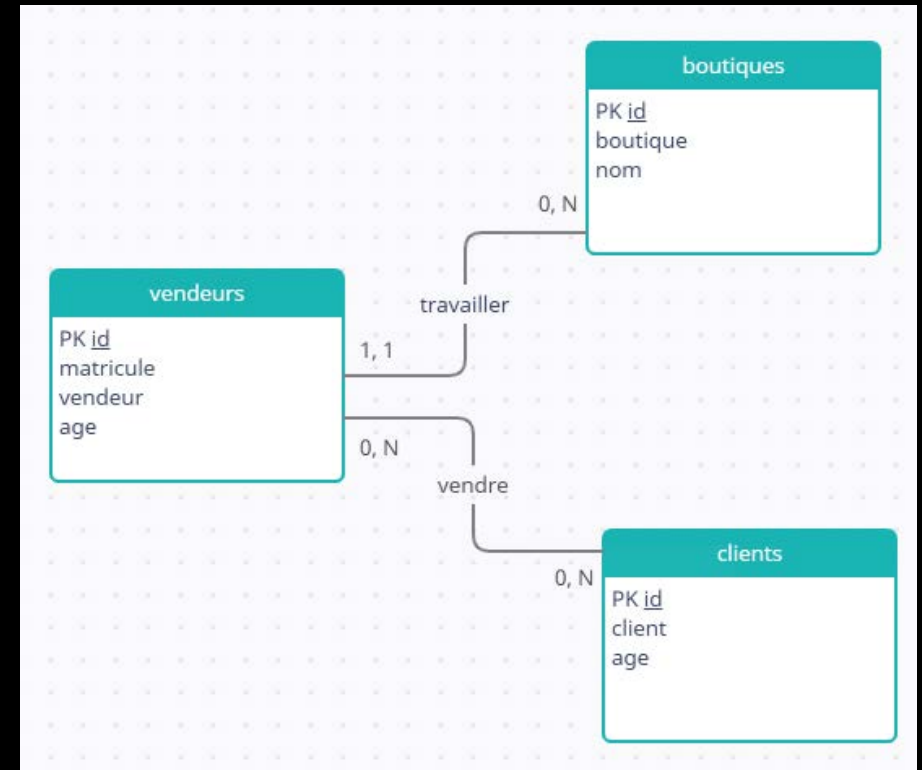 boutiques
PK id
boutique
nom
0, N
travailler
1, 1
vendeurs
PK id
matricule
vendeur
age
0, N
vendre
0, N
clients
PK id
client
age